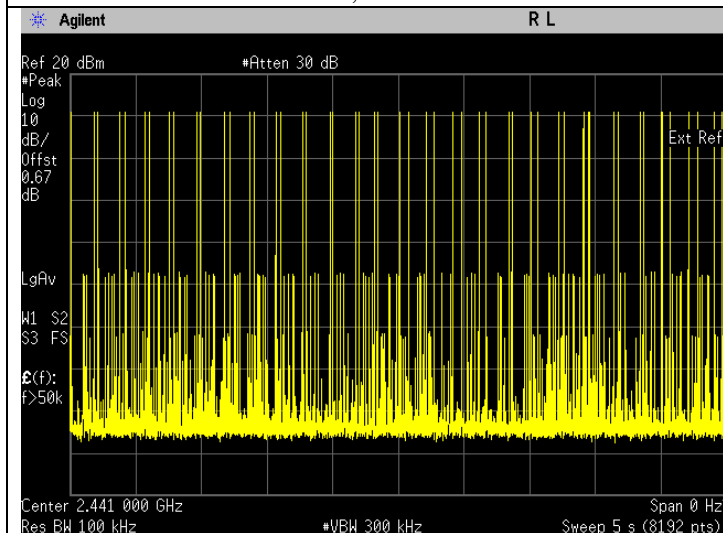 Agilent R L
Ref 20 dBm #Atten 30 dB
#Peak
Log
10
dB/
Offst
0.67
dB
Ext Ref
LgAv
W1 S2
S3 FS
£(f):
f>50k
Center 2.441 000 GHz Span 0 Hz
Res BW 100 kHz #VBW 300 kHz Sweep 5 s (8192 pts)